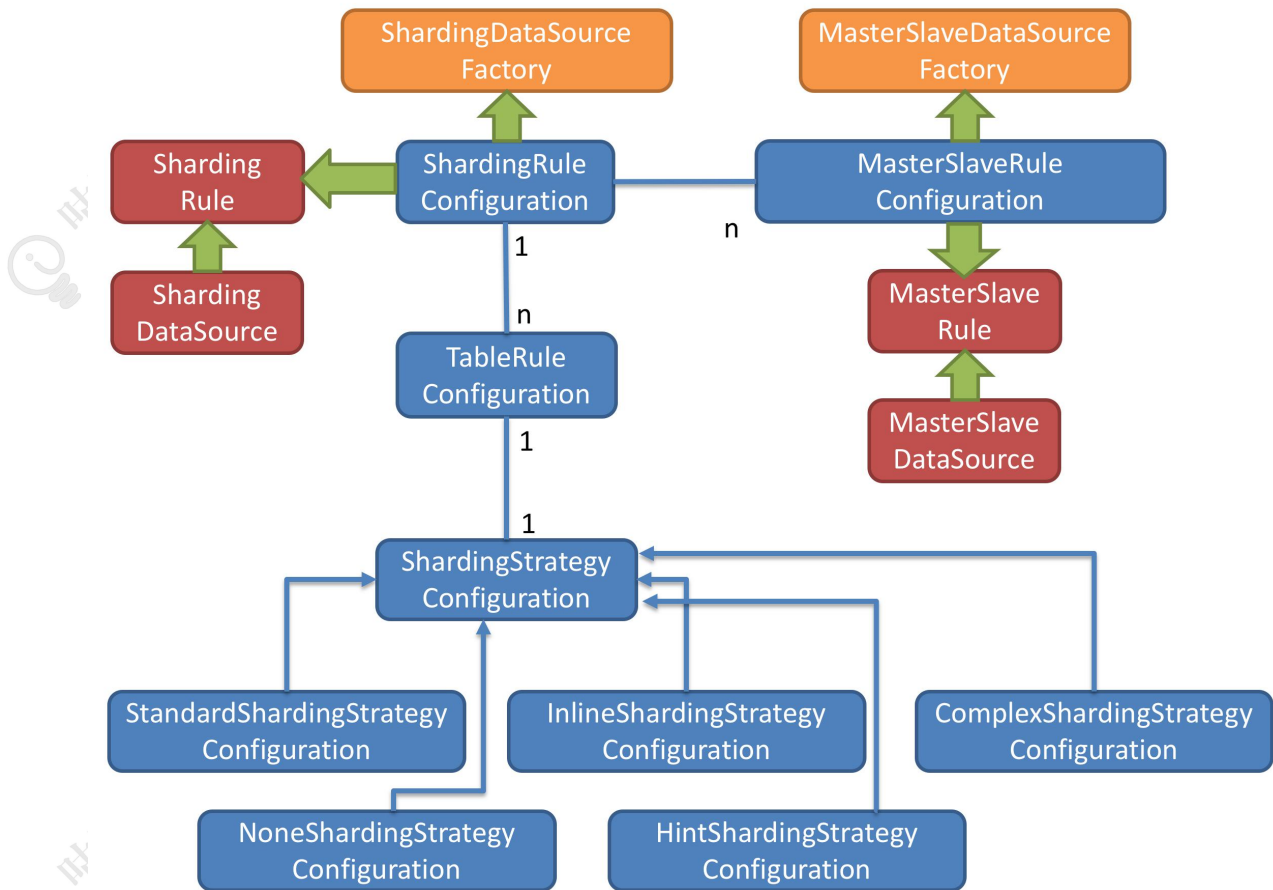 ShardingDataSource
Factory
MasterSlaveDataSource
Factory
Sharding
Rule
ShardingRule
Configuration
MasterSlaveRule
Configuration
n
1
Sharding
DataSource
MasterSlave
Rule
n
TableRule
Configuration
MasterSlave
DataSource
1
1
ShardingStrategy
Configuration
StandardShardingStrategy
Configuration
InlineShardingStrategy
Configuration
ComplexShardingStrategy
Configuration
NoneShardingStrategy
Configuration
HintShardingStrategy
Configuration